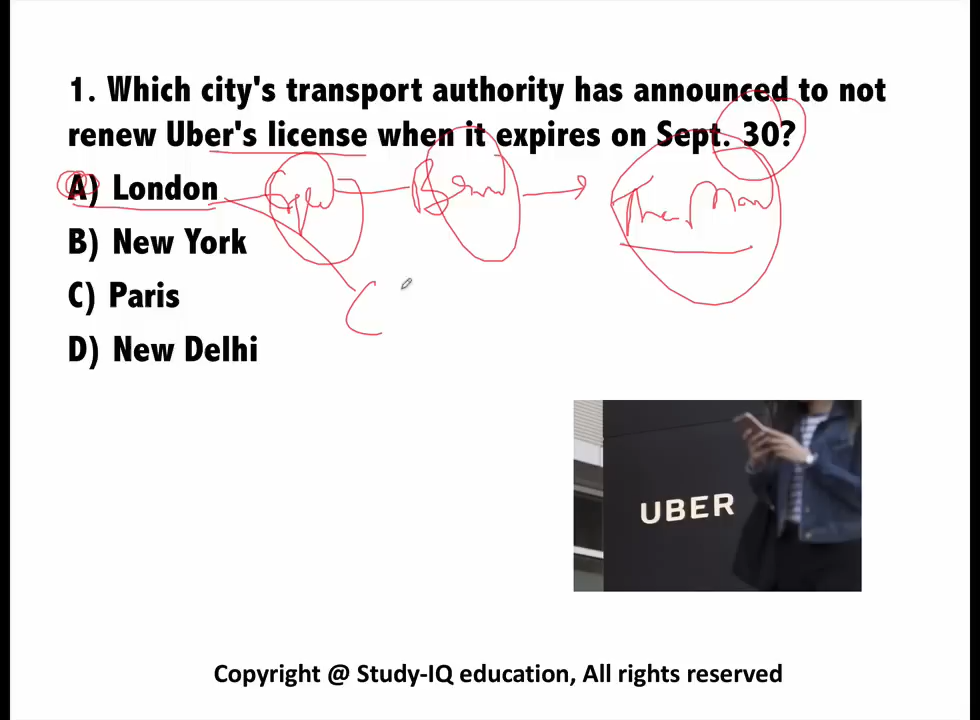 1. Which city's transport authority has announced to not
renew Uber's license when it expires on Sept. 30?
A) London
B) New York
C) Paris
D) New Delhi
UBER
Copyright @ Study-IQ education, All rights reserved